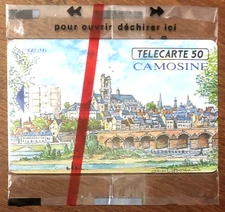 pour ouvrir déchirer ici
TELECARTE 50
CAMOSINE